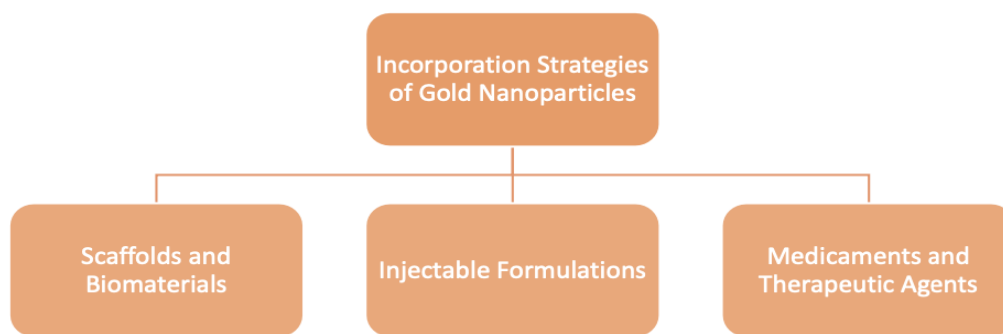 Incorporation Strategies
of Gold Nanoparticles
Scaffolds and
Biomaterials
Injectable Formulations
Medicaments and
Therapeutic Agents